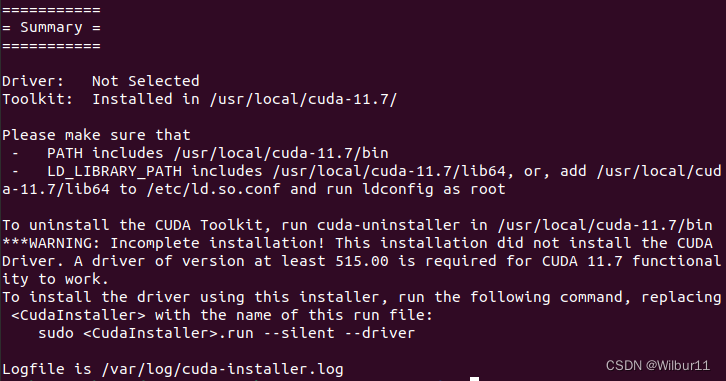 ===========
= Summary =
===========
Driver:   Not Selected
Toolkit:  Installed in /usr/local/cuda-11.7/
Please make sure that
 -   PATH includes /usr/local/cuda-11.7/bin
 -   LD_LIBRARY_PATH includes /usr/local/cuda-11.7/lib64, or, add /usr/local/cud
a-11.7/lib64 to /etc/ld.so.conf and run ldconfig as root
To uninstall the CUDA Toolkit, run cuda-uninstaller in /usr/local/cuda-11.7/bin
***WARNING: Incomplete installation! This installation did not install the CUDA
Driver. A driver of version at least 515.00 is required for CUDA 11.7 functional
ity to work.
To install the driver using this installer, run the following command, replacing
 <CudaInstaller> with the name of this run file:
    sudo <CudaInstaller>.run --silent --driver
Logfile is /var/log/cuda-installer.log
CSDN @Wilbur11